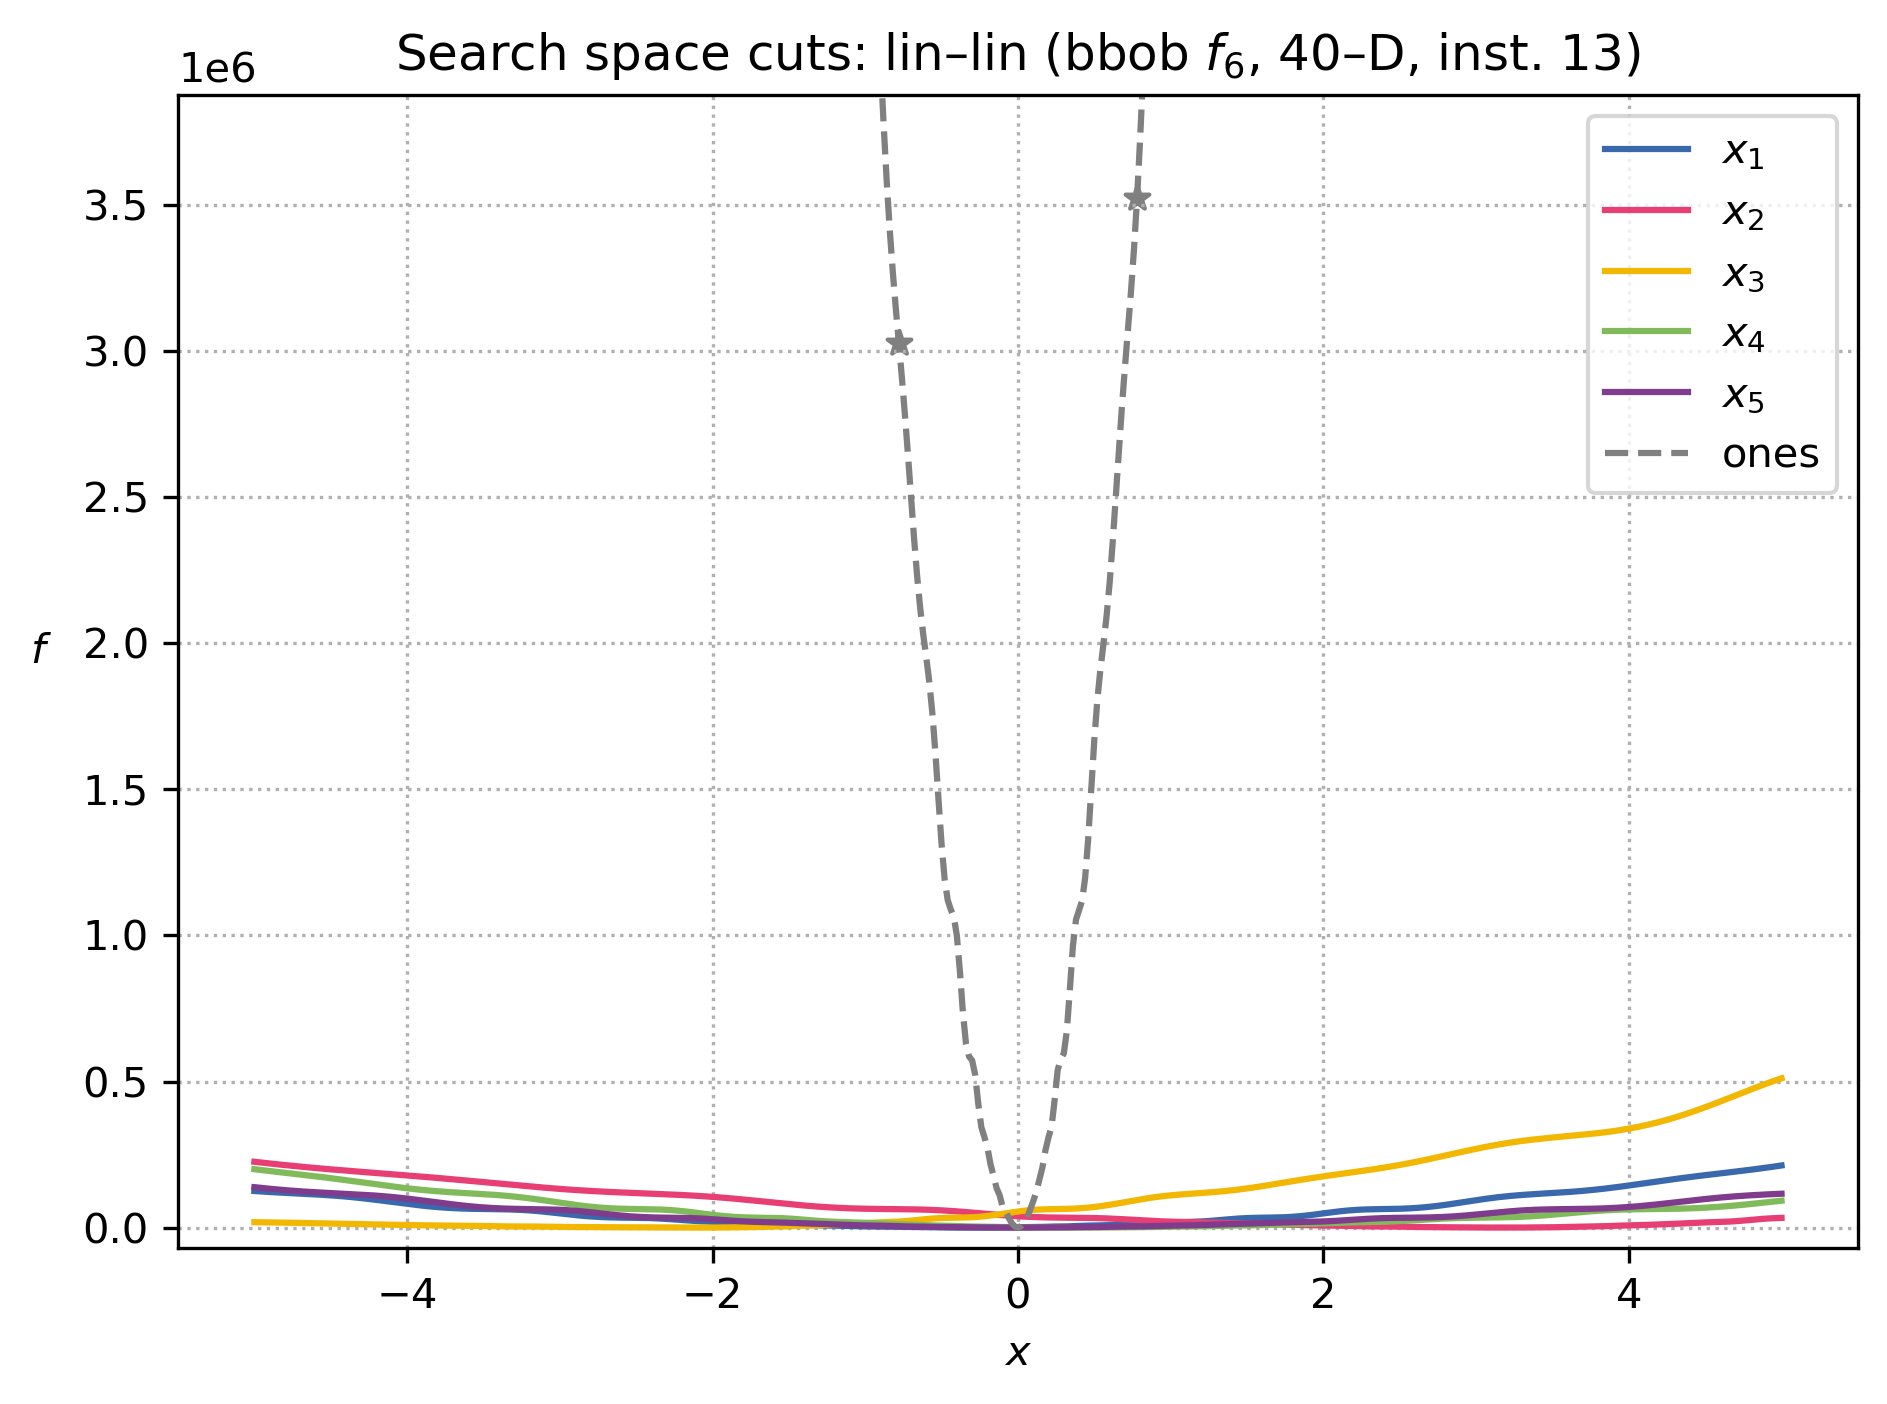 Search space cuts: lin–lin (bbob f₆, 40–D, inst. 13)
1e6
3.5
3.0
2.5
2.0
1.5
1.0
0.5
0.0
f
x₁
x₂
x₃
x₄
x₅
ones
−4
−2
0
2
4
x